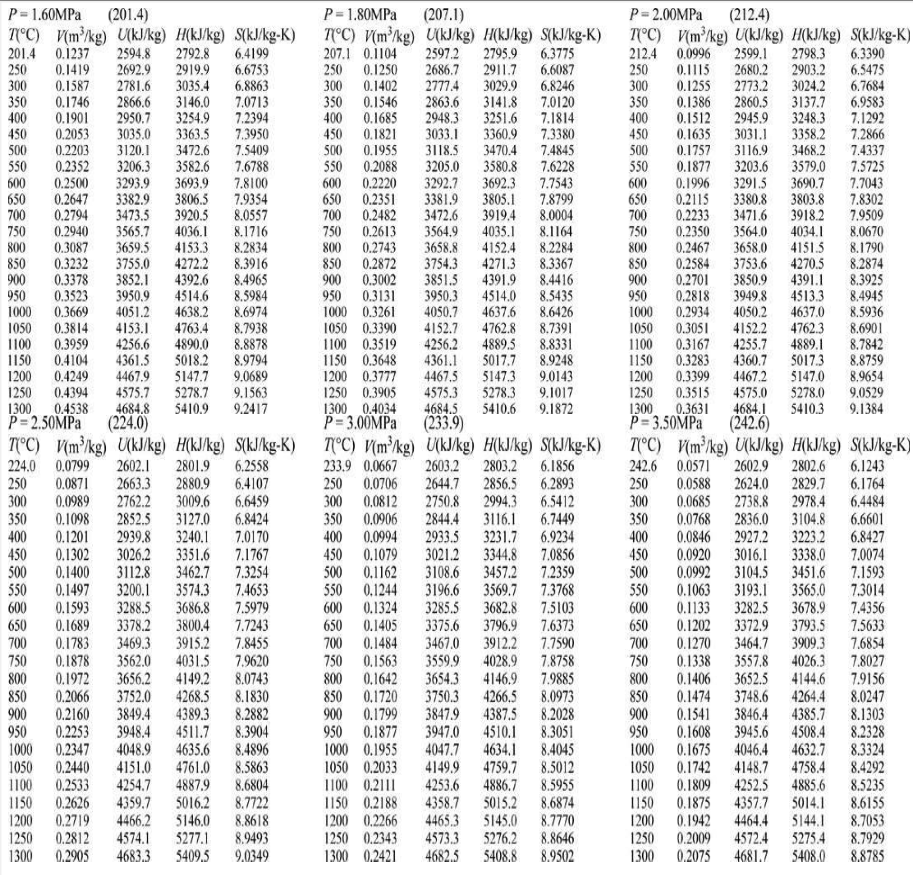 P = 1.60MPa (201.4) P = 1.80MPa (207.1) P = 2.00MPa (212.4)
T(°C) V(m³/kg) U(kJ/kg) H(kJ/kg) S(kJ/kg-K) T(°C) V(m³/kg) U(kJ/kg) H(kJ/kg) S(kJ/kg-K) T(°C) V(m³/kg) U(kJ/kg) H(kJ/kg) S(kJ/kg-K)
201.4 0.1237 2594.8 2792.8 6.4199 207.1 0.1104 2597.2 2795.9 6.3775 212.4 0.0996 2599.1 2798.3 6.3390
250 0.1419 2692.9 2919.9 6.6753 250 0.1250 2686.7 2911.7 6.6087 250 0.1115 2680.2 2903.2 6.5475
300 0.1587 2781.6 3035.4 6.8863 300 0.1402 2777.4 3029.9 6.8246 300 0.1255 2773.2 3024.2 6.7684
350 0.1746 2866.6 3146.0 7.0713 350 0.1546 2863.6 3141.8 7.0120 350 0.1386 2860.5 3137.7 6.9583
400 0.1901 2950.7 3254.9 7.2394 400 0.1685 2948.3 3251.6 7.1814 400 0.1512 2945.9 3248.3 7.1292
450 0.2053 3035.0 3363.5 7.3950 450 0.1821 3033.1 3360.9 7.3380 450 0.1635 3031.1 3358.2 7.2866
500 0.2203 3120.1 3472.6 7.5409 500 0.1955 3118.5 3470.4 7.4845 500 0.1757 3116.9 3468.2 7.4337
550 0.2352 3206.3 3582.6 7.6788 550 0.2088 3205.0 3580.8 7.6228 550 0.1877 3203.6 3579.0 7.5725
600 0.2500 3293.9 3693.9 7.8100 600 0.2220 3292.7 3692.3 7.7543 600 0.1996 3291.5 3690.7 7.7043
650 0.2647 3382.9 3806.5 7.9354 650 0.2351 3381.9 3805.1 7.8799 650 0.2115 3380.8 3803.8 7.8302
700 0.2794 3473.5 3920.5 8.0557 700 0.2482 3472.6 3919.4 8.0004 700 0.2233 3471.6 3918.2 7.9509
750 0.2940 3565.7 4036.1 8.1716 750 0.2613 3564.9 4035.1 8.1164 750 0.2350 3564.0 4034.1 8.0670
800 0.3087 3659.5 4153.3 8.2834 800 0.2743 3658.8 4152.4 8.2284 800 0.2467 3658.0 4151.5 8.1790
850 0.3232 3755.0 4272.2 8.3916 850 0.2872 3754.3 4271.3 8.3367 850 0.2584 3753.6 4270.5 8.2874
900 0.3378 3852.1 4392.6 8.4965 900 0.3002 3851.5 4391.9 8.4416 900 0.2701 3850.9 4391.1 8.3925
950 0.3523 3950.9 4514.6 8.5984 950 0.3131 3950.3 4514.0 8.5435 950 0.2818 3949.8 4513.3 8.4945
1000 0.3669 4051.2 4638.2 8.6974 1000 0.3261 4050.7 4637.6 8.6426 1000 0.2934 4050.2 4637.0 8.5936
1050 0.3814 4153.1 4763.4 8.7938 1050 0.3390 4152.7 4762.8 8.7391 1050 0.3051 4152.2 4762.3 8.6901
1100 0.3959 4256.6 4890.0 8.8878 1100 0.3519 4256.2 4889.5 8.8331 1100 0.3167 4255.7 4889.1 8.7842
1150 0.4104 4361.5 5018.2 8.9794 1150 0.3648 4361.1 5017.7 8.9248 1150 0.3283 4360.7 5017.3 8.8759
1200 0.4249 4467.9 5147.7 9.0689 1200 0.3777 4467.5 5147.3 9.0143 1200 0.3399 4467.2 5147.0 8.9654
1250 0.4394 4575.7 5278.7 9.1563 1250 0.3905 4575.3 5278.3 9.1017 1250 0.3515 4575.0 5278.0 9.0529
1300 0.4538 4684.8 5410.9 9.2417 1300 0.4034 4684.5 5410.6 9.1872 1300 0.3631 4684.1 5410.3 9.1384
P = 2.50MPa (224.0) P = 3.00MPa (233.9) P = 3.50MPa (242.6)
T(°C) V(m³/kg) U(kJ/kg) H(kJ/kg) S(kJ/kg-K) T(°C) V(m³/kg) U(kJ/kg) H(kJ/kg) S(kJ/kg-K) T(°C) V(m³/kg) U(kJ/kg) H(kJ/kg) S(kJ/kg-K)
224.0 0.0799 2602.1 2801.9 6.2558 233.9 0.0667 2603.2 2803.2 6.1856 242.6 0.0571 2602.9 2802.6 6.1243
250 0.0871 2663.3 2880.9 6.4107 250 0.0706 2644.7 2856.5 6.2893 250 0.0588 2624.0 2829.7 6.1764
300 0.0989 2762.2 3009.6 6.6459 300 0.0812 2750.8 2994.3 6.5412 300 0.0685 2738.8 2978.4 6.4484
350 0.1098 2852.5 3127.0 6.8424 350 0.0906 2844.4 3116.1 6.7449 350 0.0768 2836.0 3104.8 6.6601
400 0.1201 2939.8 3240.1 7.0170 400 0.0994 2933.5 3231.7 6.9234 400 0.0846 2927.2 3223.2 6.8427
450 0.1302 3026.2 3351.6 7.1767 450 0.1079 3021.2 3344.8 7.0856 450 0.0920 3016.1 3338.0 7.0074
500 0.1400 3112.8 3462.7 7.3254 500 0.1162 3108.6 3457.2 7.2359 500 0.0992 3104.5 3451.6 7.1593
550 0.1497 3200.1 3574.3 7.4653 550 0.1244 3196.6 3569.7 7.3768 550 0.1063 3193.1 3565.0 7.3014
600 0.1593 3288.5 3686.8 7.5979 600 0.1324 3285.5 3682.8 7.5103 600 0.1133 3282.5 3678.9 7.4356
650 0.1689 3378.2 3800.4 7.7243 650 0.1405 3375.6 3796.9 7.6373 650 0.1202 3372.9 3793.5 7.5633
700 0.1783 3469.3 3915.2 7.8455 700 0.1484 3467.0 3912.2 7.7590 700 0.1270 3464.7 3909.3 7.6854
750 0.1878 3562.0 4031.5 7.9620 750 0.1563 3559.9 4028.9 7.8758 750 0.1338 3557.8 4026.3 7.8027
800 0.1972 3656.2 4149.2 8.0743 800 0.1642 3654.3 4146.9 7.9885 800 0.1406 3652.5 4144.6 7.9156
850 0.2066 3752.0 4268.5 8.1830 850 0.1720 3750.3 4266.5 8.0973 850 0.1474 3748.6 4264.4 8.0247
900 0.2160 3849.4 4389.3 8.2882 900 0.1799 3847.9 4387.5 8.2028 900 0.1541 3846.4 4385.7 8.1303
950 0.2253 3948.4 4511.7 8.3904 950 0.1877 3947.0 4510.1 8.3051 950 0.1608 3945.6 4508.4 8.2328
1000 0.2347 4048.9 4635.6 8.4896 1000 0.1955 4047.7 4634.1 8.4045 1000 0.1675 4046.4 4632.7 8.3324
1050 0.2440 4151.0 4761.0 8.5863 1050 0.2033 4149.9 4759.7 8.5012 1050 0.1742 4148.7 4758.4 8.4292
1100 0.2533 4254.7 4887.9 8.6804 1100 0.2111 4253.6 4886.7 8.5955 1100 0.1809 4252.5 4885.6 8.5235
1150 0.2626 4359.7 5016.2 8.7722 1150 0.2188 4358.7 5015.2 8.6874 1150 0.1875 4357.7 5014.1 8.6155
1200 0.2719 4466.2 5146.0 8.8618 1200 0.2266 4465.3 5145.0 8.7770 1200 0.1942 4464.4 5144.1 8.7053
1250 0.2812 4574.1 5277.1 8.9493 1250 0.2343 4573.3 5276.2 8.8646 1250 0.2009 4572.4 5275.4 8.7929
1300 0.2905 4683.3 5409.5 9.0349 1300 0.2421 4682.5 5408.8 8.9502 1300 0.2075 4681.7 5408.0 8.8785